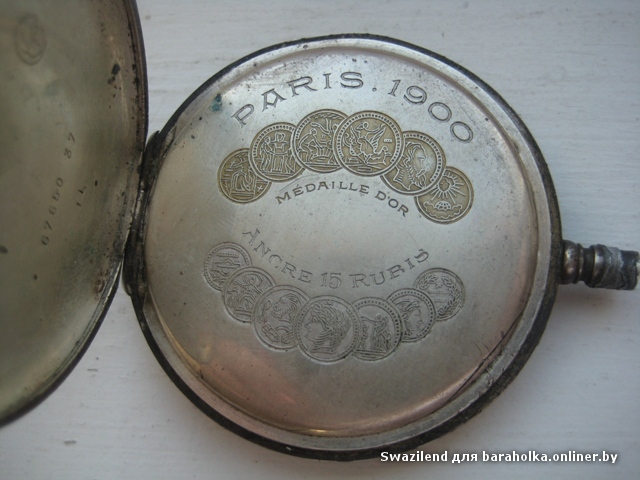 PARIS. 1900
MÉDAILLE D'OR
ANCRE 15 RUBIS
Swazilend для baraholka.onliner.by